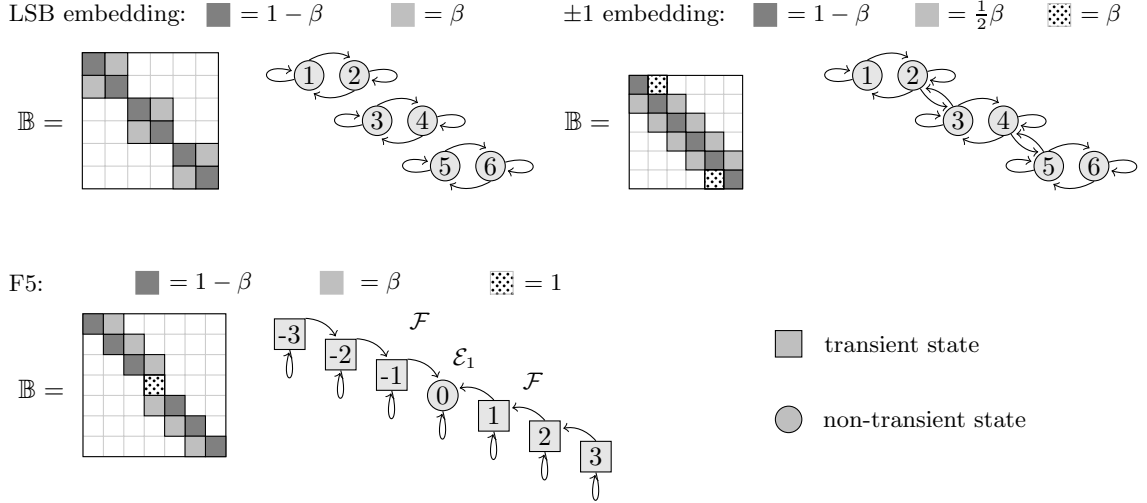 LSB embedding: = 1 − β = β
±1 embedding: = 1 − β = ½β = β
𝔹 =
1 2
3 4
5 6
𝔹 =
1 2
3 4
5 6
F5: = 1 − β = β = 1
𝔹 =
-3
-2
-1
0
1
2
3
ℱ
ℰ₁
ℱ
transient state
non-transient state